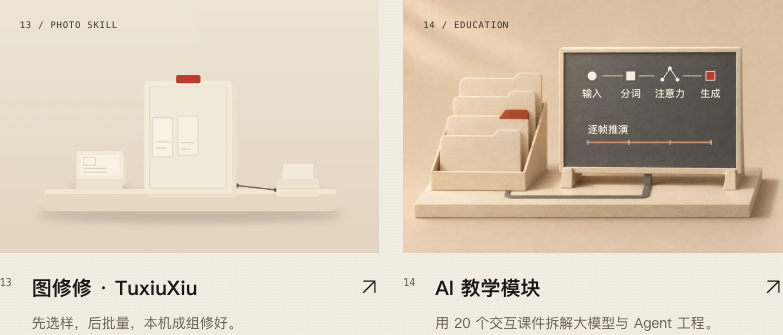 13 / PHOTO SKILL
14 / EDUCATION
输入 分词 注意力 生成
逐帧推演
13 图修修 · TuxiuXiu
先选样，后批量，本机成组修好。
14 AI 教学模块
用 20 个交互课件拆解大模型与 Agent 工程。